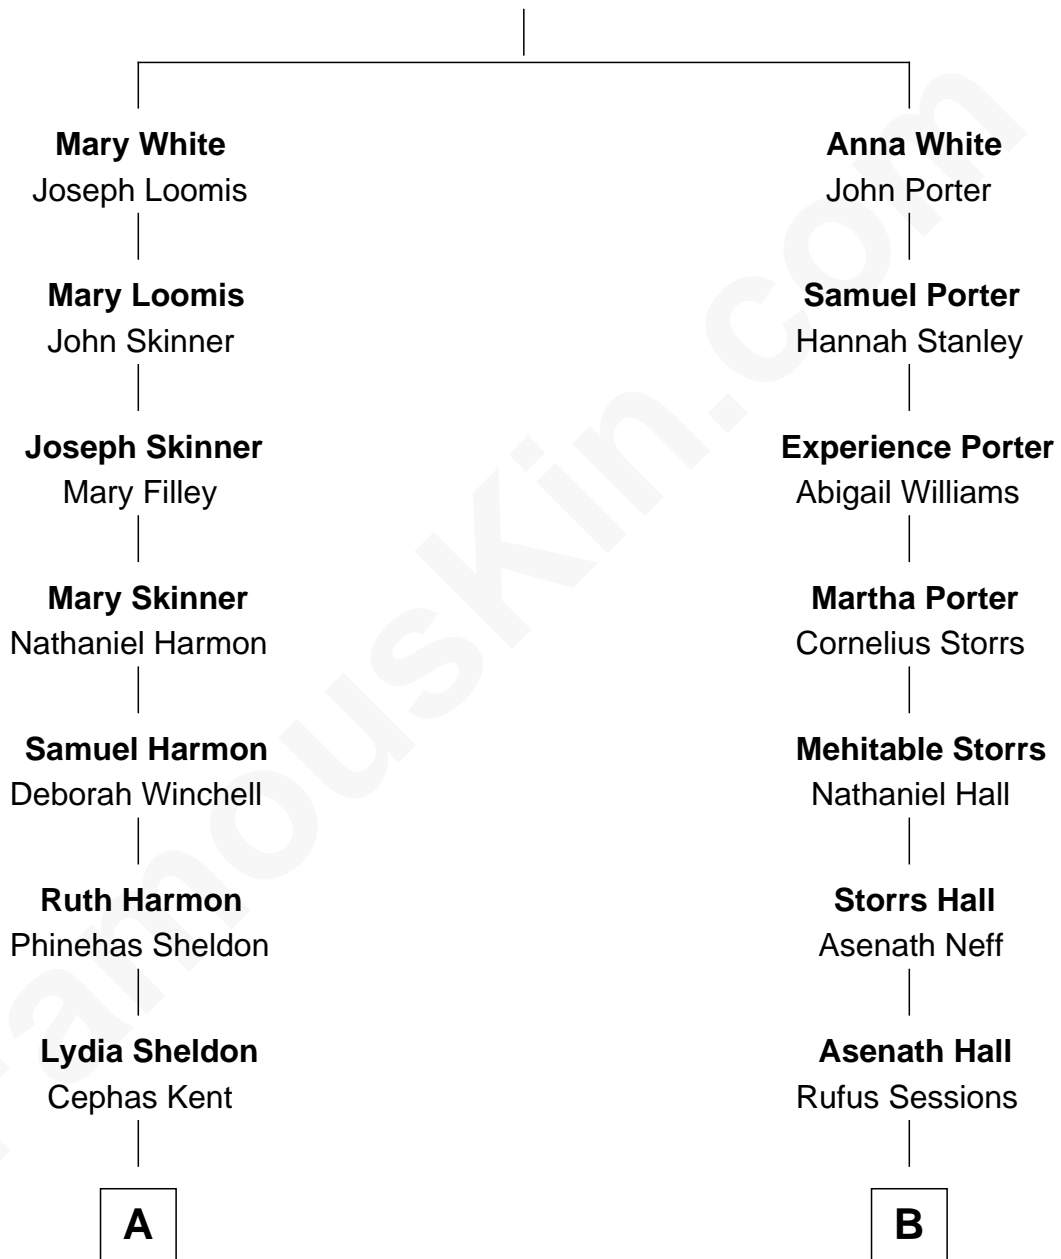 Mary White
Joseph Loomis
Anna White
John Porter
Mary Loomis
John Skinner
Samuel Porter
Hannah Stanley
Joseph Skinner
Mary Filley
Experience Porter
Abigail Williams
Mary Skinner
Nathaniel Harmon
Martha Porter
Cornelius Storrs
Samuel Harmon
Deborah Winchell
Mehitable Storrs
Nathaniel Hall
Ruth Harmon
Phinehas Sheldon
Storrs Hall
Asenath Neff
Lydia Sheldon
Cephas Kent
Asenath Hall
Rufus Sessions
A
B
FamousKin.com